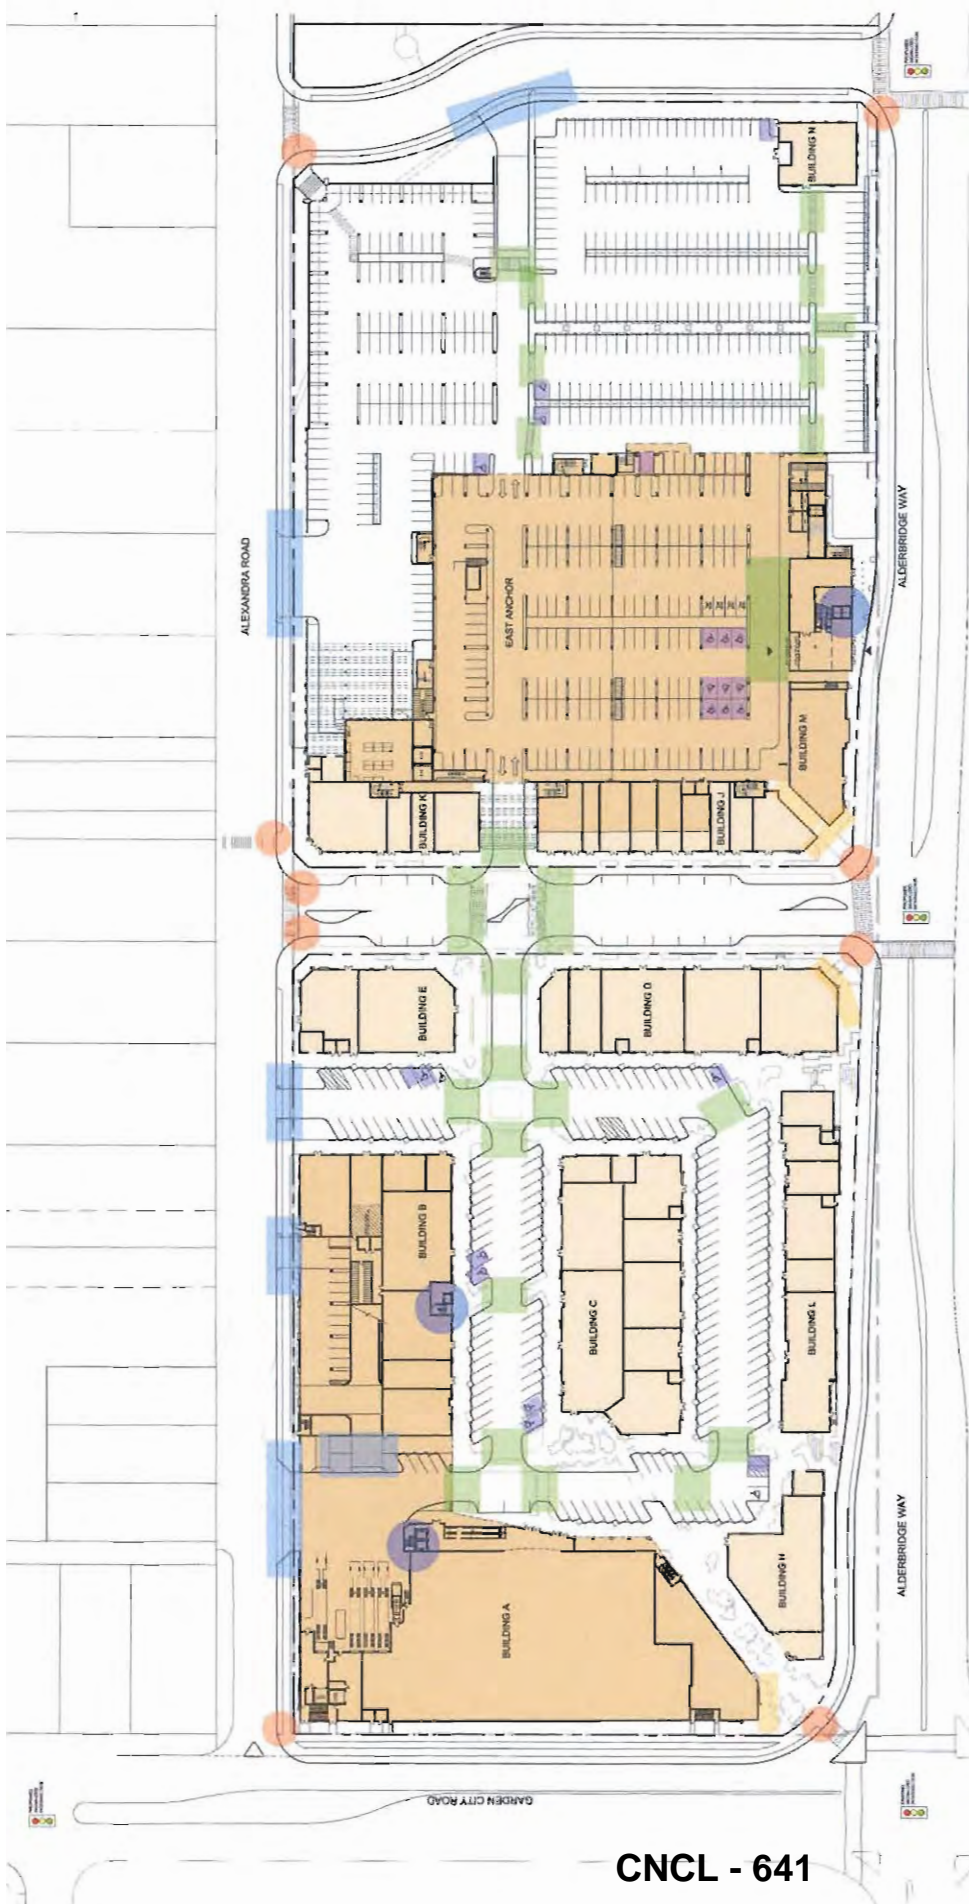 BUILDING N
ALEXANDRA ROAD
EAST ANCHOR
ALDERBRIDGE WAY
BUILDING M
BUILDING K
BUILDING J
BUILDING E
BUILDING D
BUILDING B
BUILDING C
BUILDING L
BUILDING A
BUILDING H
ALDERBRIDGE WAY
GARDEN CITY ROAD
CNCL - 641